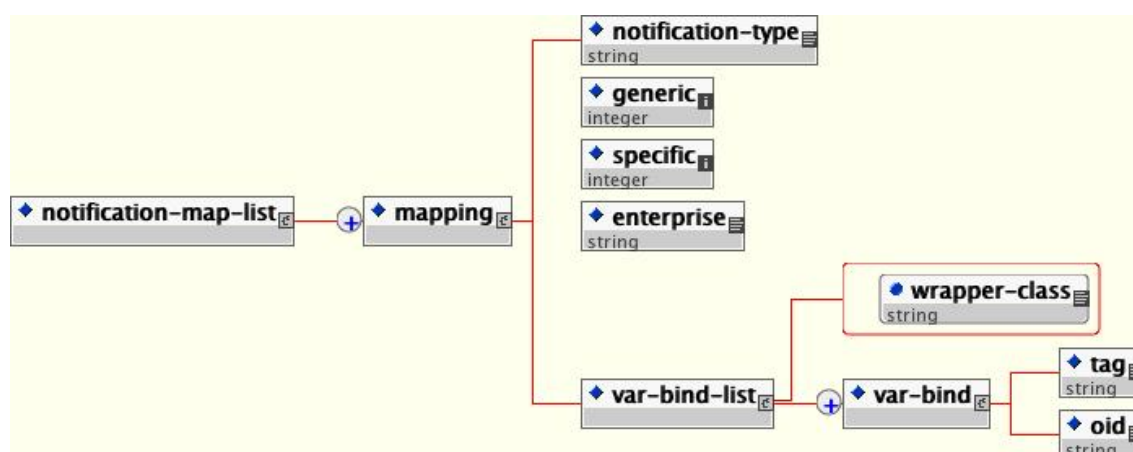 notification-type
string
generic
integer
specific
integer
notification-map-list
mapping
enterprise
string
wrapper-class
string
var-bind-list
var-bind
tag
string
oid
string